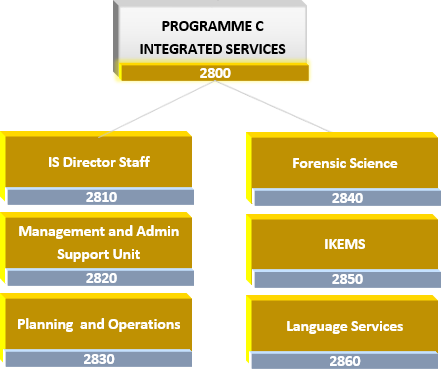 PROGRAMME C
INTEGRATED SERVICES
2800
IS Director Staff
2810
Management and Admin
Support Unit
2820
Planning and Operations
2830
Forensic Science
2840
IKEMS
2850
Language Services
2860